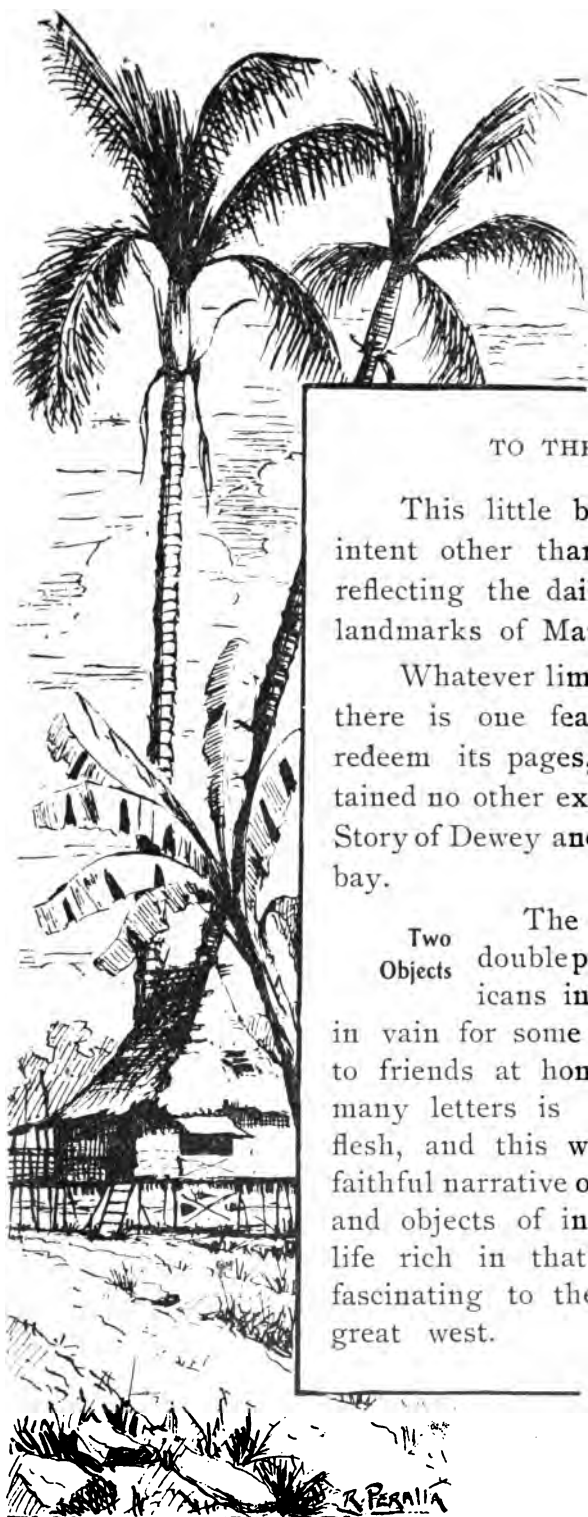 TO THE
This little b
intent other than
reflecting the dai
landmarks of Ma
Whatever lim
there is one fea
redeem its pages,
tained no other ex
Story of Dewey and
bay.
Two
Objects
The
double p
icans in
in vain for some
to friends at hom
many letters is
flesh, and this w
faithful narrative o
and objects of in
life rich in that
fascinating to the
great west.
R. PERALTA